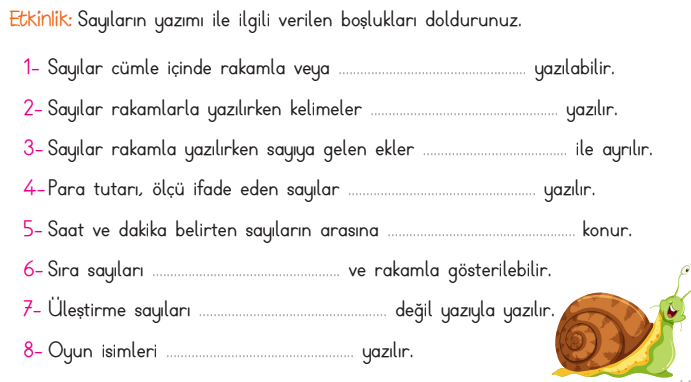 Etkinlik: Sayıların yazımı ile ilgili verilen boşlukları doldurunuz.
1- Sayılar cümle içinde rakamla veya ........................................ yazılabilir.
2- Sayılar rakamlarla yazılırken kelimeler ........................................ yazılır.
3- Sayılar rakamla yazılırken sayıya gelen ekler ................................ ile ayrılır.
4- Para tutarı, ölçü ifade eden sayılar ........................................ yazılır.
5- Saat ve dakika belirten sayıların arasına ........................................ konur.
6- Sıra sayıları ........................................ ve rakamla gösterilebilir.
7- Üleştirme sayıları ........................................ değil yazıyla yazılır.
8- Oyun isimleri ........................................ yazılır.